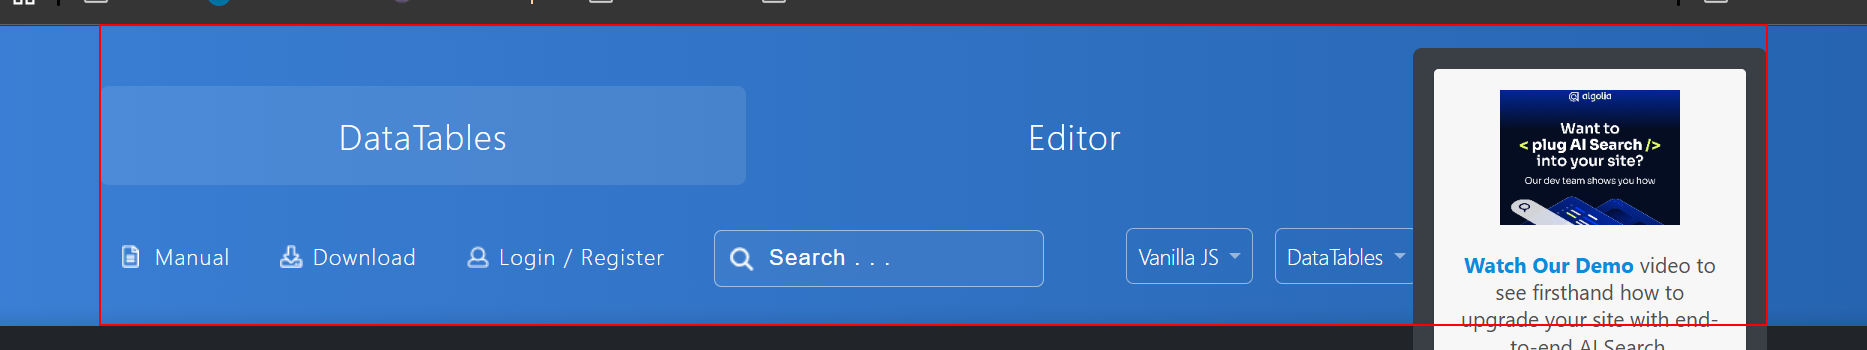 DataTables
Editor
Manual
Download
Login / Register
Search . . .
Vanilla JS
DataTables
algolia
Want to
< plug AI Search />
into your site?
Our dev team shows you how
Watch Our Demo video to
see firsthand how to
upgrade your site with end-
to-end AI Search